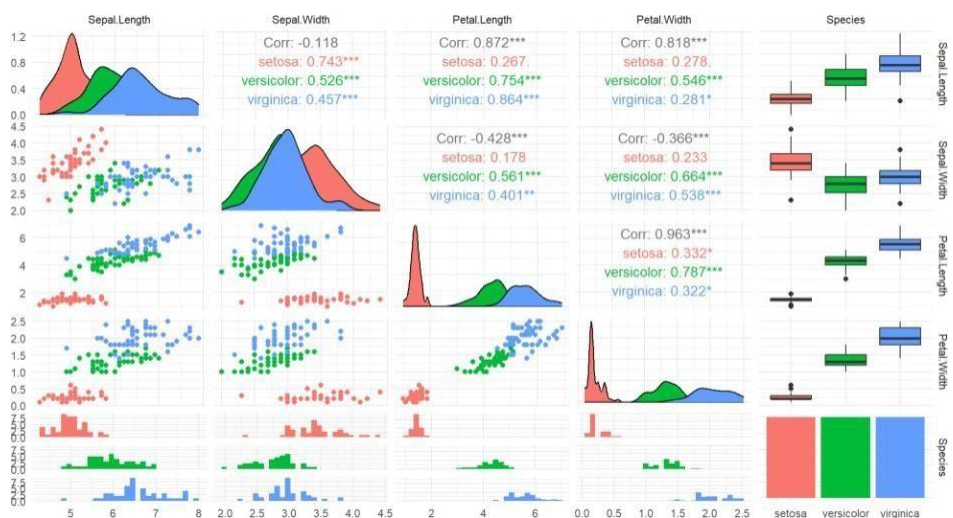 Sepal.Length Sepal.Width Petal.Length Petal.Width Species
1.2
0.8
0.4
0.0
Corr: -0.118
setosa: 0.743***
versicolor: 0.526***
virginica: 0.457***
Corr: 0.872***
setosa: 0.267.
versicolor: 0.754***
virginica: 0.864***
Corr: 0.818***
setosa: 0.278.
versicolor: 0.546***
virginica: 0.281*
Sepal.Length
4.5
4.0
3.5
3.0
2.5
2.0
Corr: -0.428***
setosa: 0.178
versicolor: 0.561***
virginica: 0.401**
Corr: -0.366***
setosa: 0.233
versicolor: 0.664***
virginica: 0.538***
Sepal.Width
6
4
2
Corr: 0.963***
setosa: 0.332*
versicolor: 0.787***
virginica: 0.322*
Petal.Length
2.5
2.0
1.5
1.0
0.5
0.0
Petal.Width
7.5
5.0
2.5
0.0
7.5
5.0
2.5
0.0
7.5
5.0
2.5
0.0
Species
5 6 7 8 2.0 2.5 3.0 3.5 4.0 4.5 2 4 6 0.0 0.5 1.0 1.5 2.0 2.5 setosa versicolor virginica